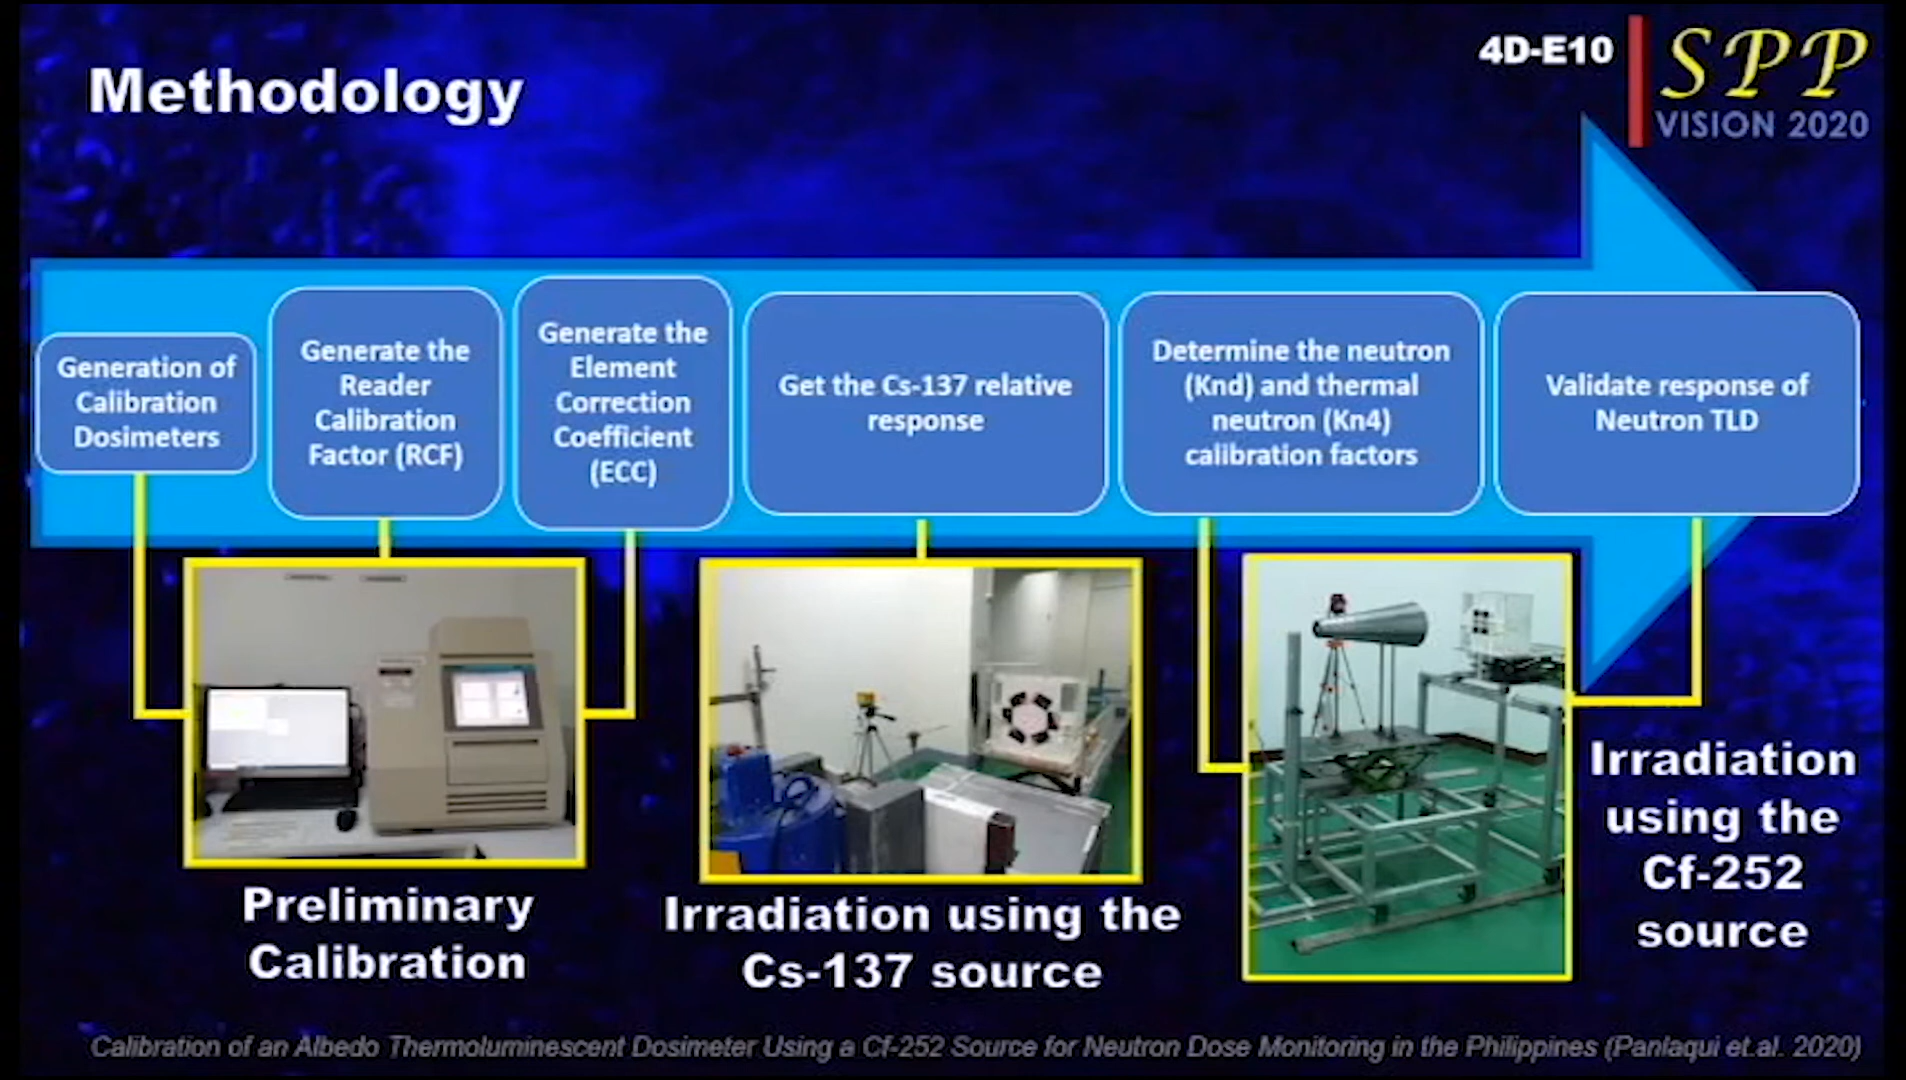 4D-E10
SPP
VISION 2020
Methodology
Generation of
Calibration
Dosimeters
Generate the
Reader
Calibration
Factor (RCF)
Generate the
Element
Correction
Coefficient
(ECC)
Get the Cs-137 relative
response
Determine the neutron
(Knd) and thermal
neutron (Kn4)
calibration factors
Validate response of
Neutron TLD
Preliminary
Calibration
Irradiation using the
Cs-137 source
Irradiation
using the
Cf-252
source
Calibration of an Albedo Thermoluminescent Dosimeter Using a Cf-252 Source for Neutron Dose Monitoring in the Philippines (Panlaqui et.al. 2020)